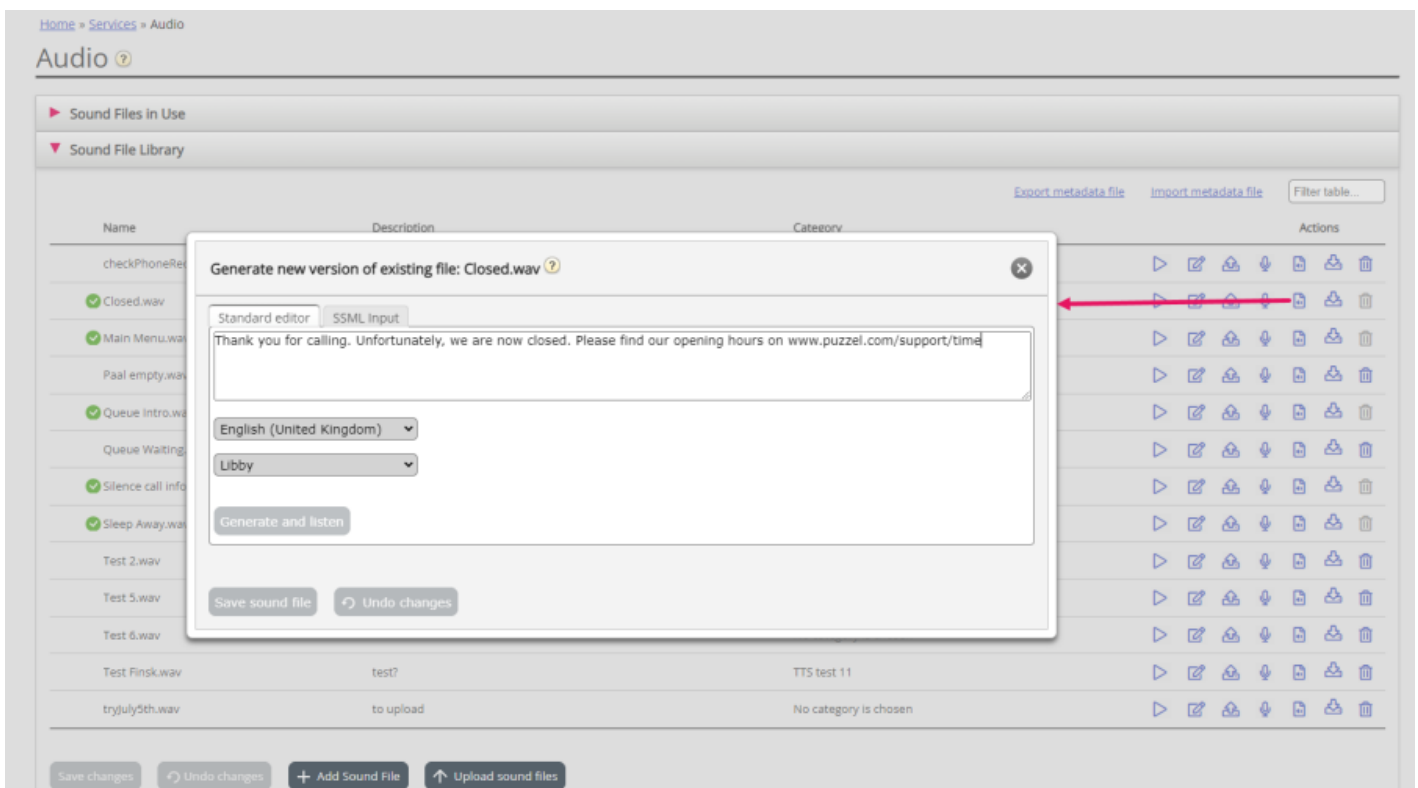 Home » Services » Audio
Audio ?
Sound Files in Use
Sound File Library
Export metadata file Import metadata file Filter table...
Name Description Category Actions
checkPhoneRec
Generate new version of existing file: Closed.wav ?
Closed.wav
Standard editor SSML Input
Main Menu.wav
Thank you for calling. Unfortunately, we are now closed. Please find our opening hours on www.puzzel.com/support/time
Paal empty.wav
Queue Intro.wa
English (United Kingdom)
Queue Waiting.
Libby
Silence call info
Sleep Away.wav
Generate and listen
Test 2.wav
Test 5.wav
Save sound file Undo changes
Test 6.wav
Test Finsk.wav test? TTS test 11
tryJuly5th.wav to upload No category is chosen
Save changes Undo changes + Add Sound File Upload sound files